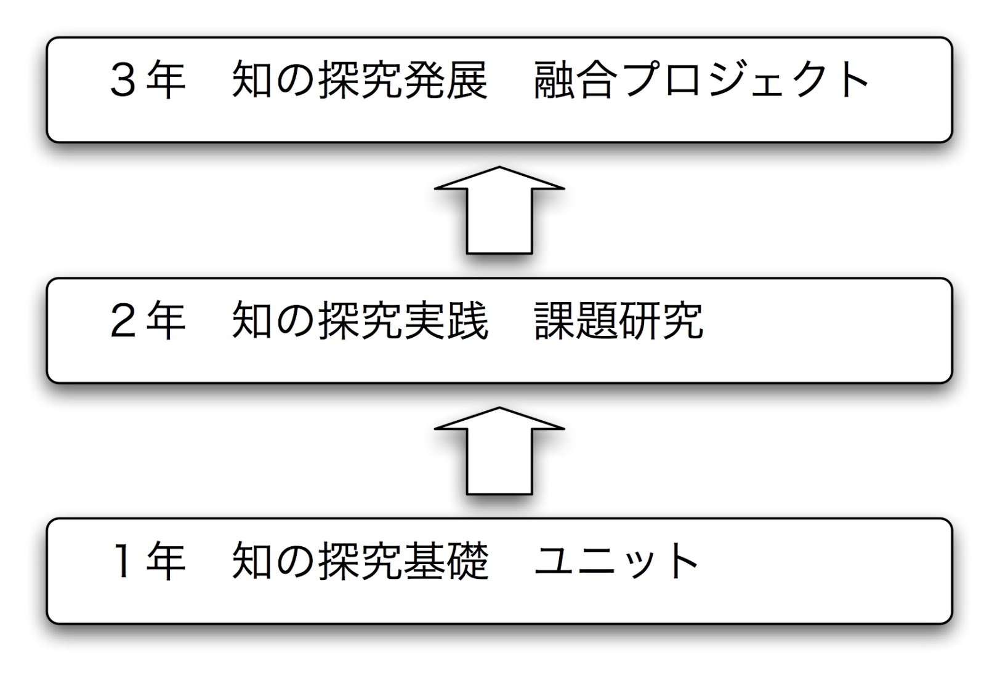 ３年　知の探究発展　融合プロジェクト
２年　知の探究実践　課題研究
１年　知の探究基礎　ユニット